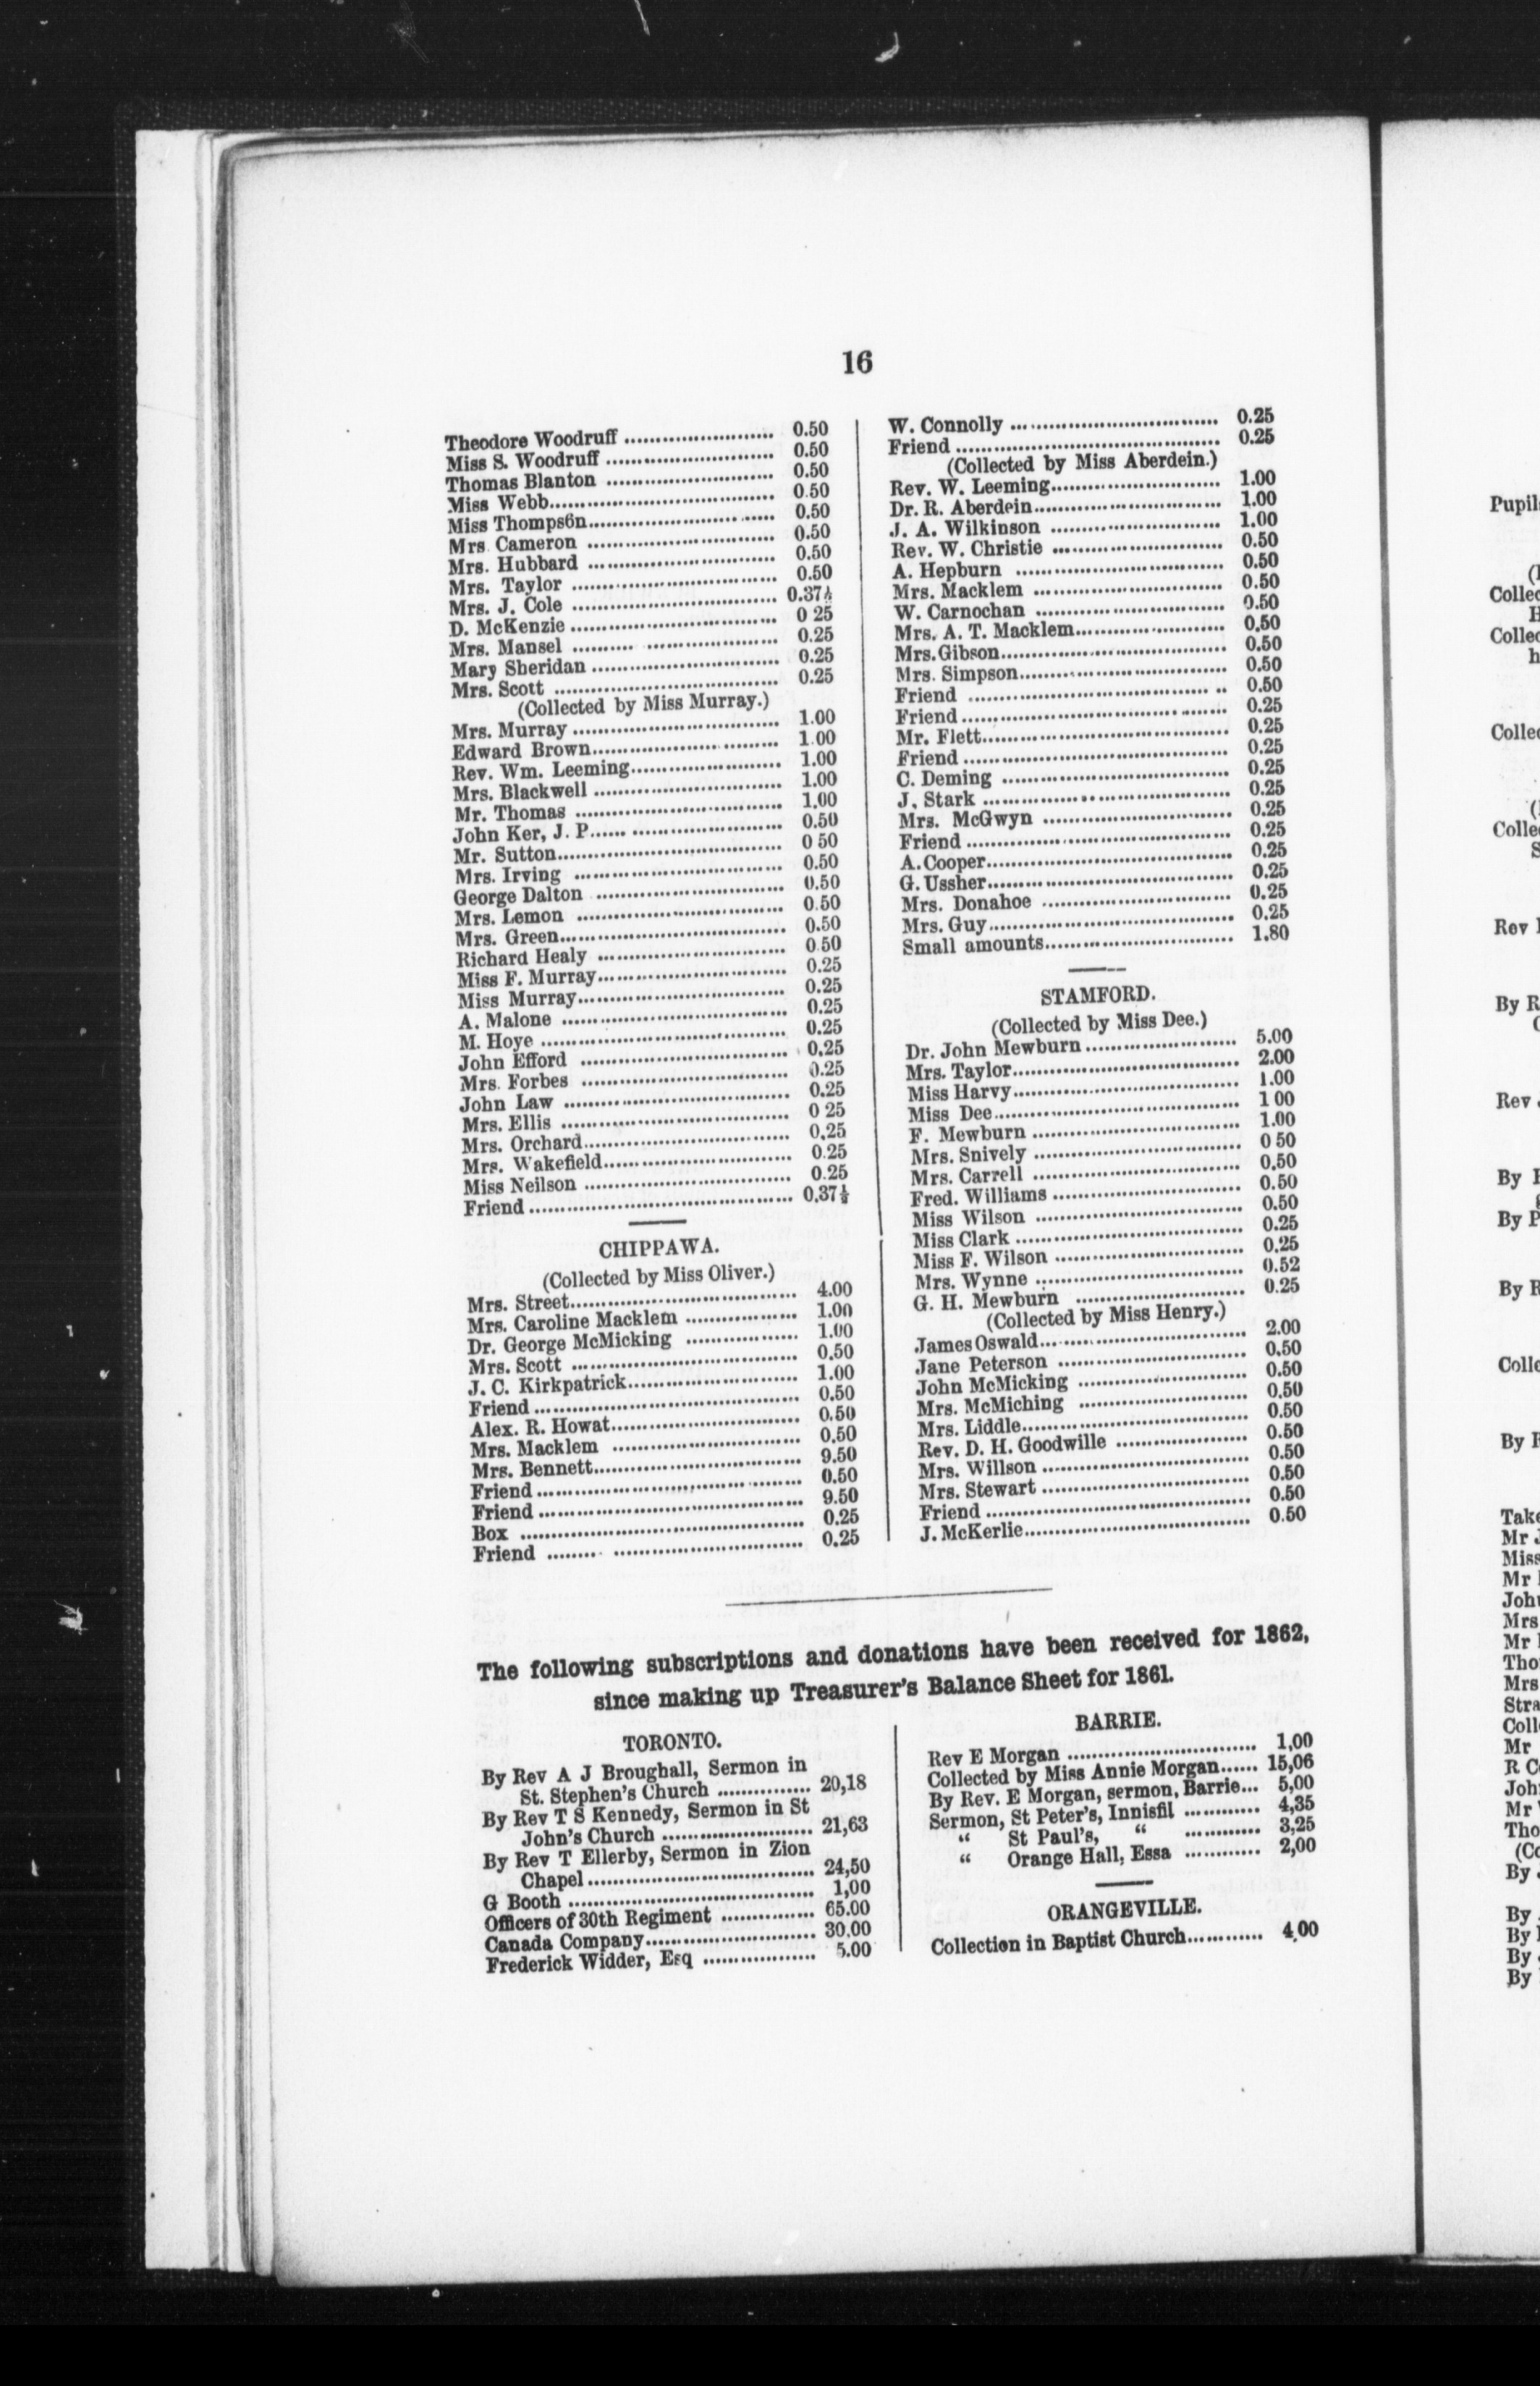 16
Theodore Woodruff ........................ 0.50
Miss S. Woodruff ........................ 0.50
Thomas Blanton ........................ 0.50
Miss Webb........................ 0.50
Miss Thompson........................ 0.50
Mrs. Cameron ........................ 0.50
Mrs. Hubbard ........................ 0.50
Mrs. Taylor ........................ 0.50
Mrs. J. Cole ........................ 0.37½
D. McKenzie ........................ 0 25
Mrs. Mansel ........................ 0.25
Mary Sheridan ........................ 0.25
Mrs. Scott ........................ 0.25
(Collected by Miss Murray.)
Mrs. Murray ........................ 1.00
Edward Brown........................ 1.00
Rev. Wm. Leeming........................ 1.00
Mrs. Blackwell ........................ 1.00
Mr. Thomas ........................ 1.00
John Ker, J. P........................ 0.50
Mr. Sutton........................ 0 50
Mrs. Irving ........................ 0.50
George Dalton ........................ 0.50
Mrs. Lemon ........................ 0.50
Mrs. Green........................ 0.50
Richard Healy ........................ 0.50
Miss F. Murray........................ 0.25
Miss Murray........................ 0.25
A. Malone ........................ 0.25
M. Hoye ........................ 0.25
John Efford ........................ 0.25
Mrs. Forbes ........................ 0.25
John Law ........................ 0.25
Mrs. Ellis ........................ 0 25
Mrs. Orchard........................ 0.25
Mrs. Wakefield........................ 0.25
Miss Neilson ........................ 0.25
Friend ........................ 0.37½
CHIPPAWA.
(Collected by Miss Oliver.)
Mrs. Street........................ 4.00
Mrs. Caroline Macklem ................. 1.00
Dr. George McMicking ................. 1.00
Mrs. Scott ........................ 0.50
J. C. Kirkpatrick........................ 1.00
Friend ........................ 0.50
Alex. R. Howat........................ 0.50
Mrs. Macklem ........................ 0.50
Mrs. Bennett........................ 9.50
Friend ........................ 0.50
Friend ........................ 9.50
Box ........................ 0.25
Friend ........................ 0.25
W. Connolly ........................ 0.25
Friend ........................ 0.25
(Collected by Miss Aberdein.)
Rev. W. Leeming........................ 1.00
Dr. R. Aberdein........................ 1.00
J. A. Wilkinson ........................ 1.00
Rev. W. Christie ........................ 0.50
A. Hepburn ........................ 0.50
Mrs. Macklem ........................ 0.50
W. Carnochan ........................ 0.50
Mrs. A. T. Macklem........................ 0.50
Mrs. Gibson........................ 0.50
Mrs. Simpson........................ 0.50
Friend ........................ 0.50
Friend ........................ 0.25
Mr. Flett........................ 0.25
Friend ........................ 0.25
C. Deming ........................ 0.25
J. Stark ........................ 0.25
Mrs. McGwyn ........................ 0.25
Friend ........................ 0.25
A. Cooper........................ 0.25
G. Ussher........................ 0.25
Mrs. Donahoe ........................ 0.25
Mrs. Guy........................ 0.25
Small amounts........................ 1.80
STAMFORD.
(Collected by Miss Dee.)
Dr. John Mewburn ........................ 5.00
Mrs. Taylor........................ 2.00
Miss Harvy........................ 1.00
Miss Dee........................ 1 00
F. Mewburn ........................ 1.00
Mrs. Snively ........................ 0 50
Mrs. Carrell ........................ 0.50
Fred. Williams ........................ 0.50
Miss Wilson ........................ 0.50
Miss Clark ........................ 0.25
Miss F. Wilson ........................ 0.25
Mrs. Wynne ........................ 0.52
G. H. Mewburn ........................ 0.25
(Collected by Miss Henry.)
James Oswald........................ 2.00
Jane Peterson ........................ 0.50
John McMicking ........................ 0.50
Mrs. McMiching ........................ 0.50
Mrs. Liddle........................ 0.50
Rev. D. H. Goodwille .................... 0.50
Mrs. Willson ........................ 0.50
Mrs. Stewart ........................ 0.50
Friend ........................ 0.50
J. McKerlie........................ 0.50
The following subscriptions and donations have been received for 1862,
since making up Treasurer's Balance Sheet for 1861.
TORONTO.
By Rev A J Broughall, Sermon in
St. Stephen's Church .............. 20,18
By Rev T S Kennedy, Sermon in St
John's Church ........................ 21,63
By Rev T Ellerby, Sermon in Zion
Chapel ........................ 24,50
G Booth ........................ 1,00
Officers of 30th Regiment ............... 65.00
Canada Company........................ 30.00
Frederick Widder, Esq .................. 5.00
BARRIE.
Rev E Morgan ........................ 1,00
Collected by Miss Annie Morgan...... 15,06
By Rev. E Morgan, sermon, Barrie... 5,00
Sermon, St Peter's, Innisfil ............ 4,35
“ St Paul's, “ ............ 3,25
“ Orange Hall, Essa ............ 2,00
ORANGEVILLE.
Collection in Baptist Church............ 4.00